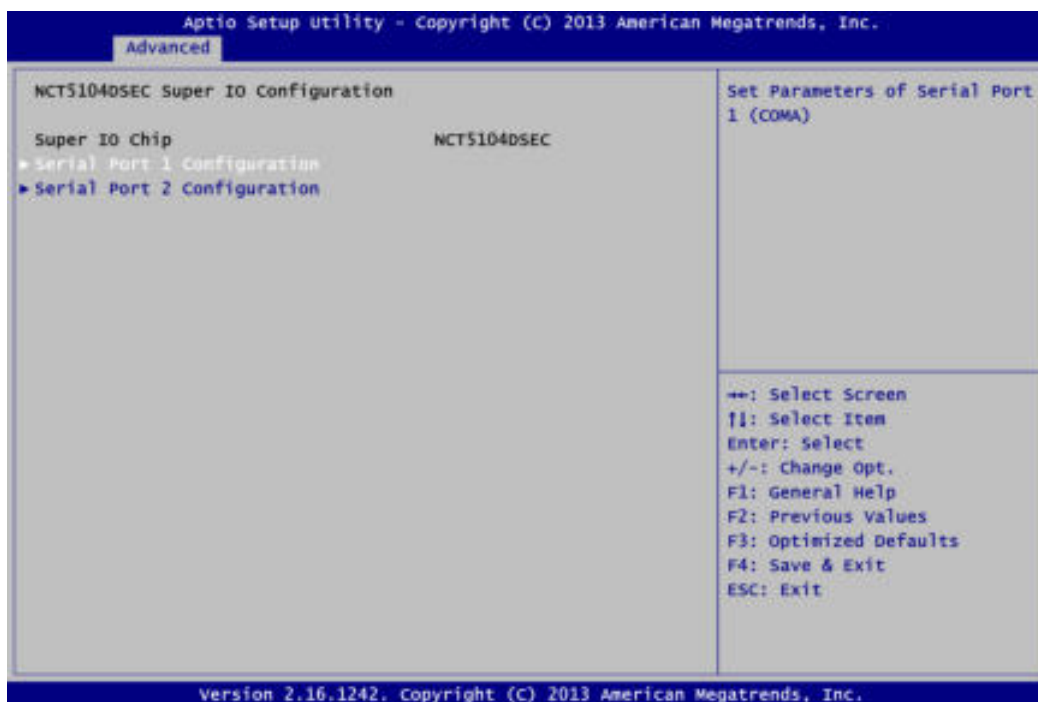 Aptio Setup Utility - Copyright (C) 2013 American Megatrends, Inc.
Advanced
NCT5104DSEC Super IO Configuration
Super IO Chip NCT5104DSEC
► Serial Port 1 Configuration
► Serial Port 2 Configuration
Set Parameters of Serial Port
1 (COMA)
→←: Select Screen
↑↓: Select Item
Enter: Select
+/-: Change Opt.
F1: General Help
F2: Previous Values
F3: Optimized Defaults
F4: Save & Exit
ESC: Exit
Version 2.16.1242. Copyright (C) 2013 American Megatrends, Inc.